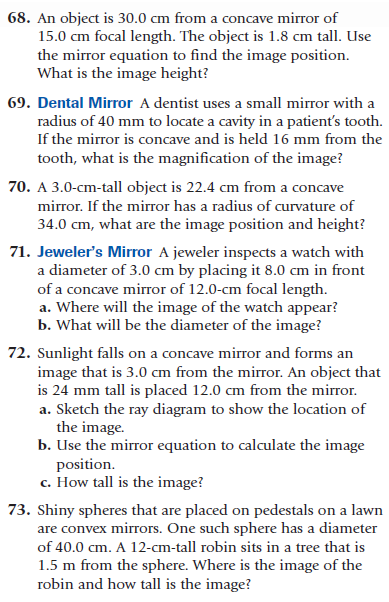 68. An object is 30.0 cm from a concave mirror of
15.0 cm focal length. The object is 1.8 cm tall. Use
the mirror equation to find the image position.
What is the image height?
69. Dental Mirror A dentist uses a small mirror with a
radius of 40 mm to locate a cavity in a patient's tooth.
If the mirror is concave and is held 16 mm from the
tooth, what is the magnification of the image?
70. A 3.0-cm-tall object is 22.4 cm from a concave
mirror. If the mirror has a radius of curvature of
34.0 cm, what are the image position and height?
71. Jeweler's Mirror A jeweler inspects a watch with
a diameter of 3.0 cm by placing it 8.0 cm in front
of a concave mirror of 12.0-cm focal length.
a. Where will the image of the watch appear?
b. What will be the diameter of the image?
72. Sunlight falls on a concave mirror and forms an
image that is 3.0 cm from the mirror. An object that
is 24 mm tall is placed 12.0 cm from the mirror.
a. Sketch the ray diagram to show the location of
the image.
b. Use the mirror equation to calculate the image
position.
c. How tall is the image?
73. Shiny spheres that are placed on pedestals on a lawn
are convex mirrors. One such sphere has a diameter
of 40.0 cm. A 12-cm-tall robin sits in a tree that is
1.5 m from the sphere. Where is the image of the
robin and how tall is the image?